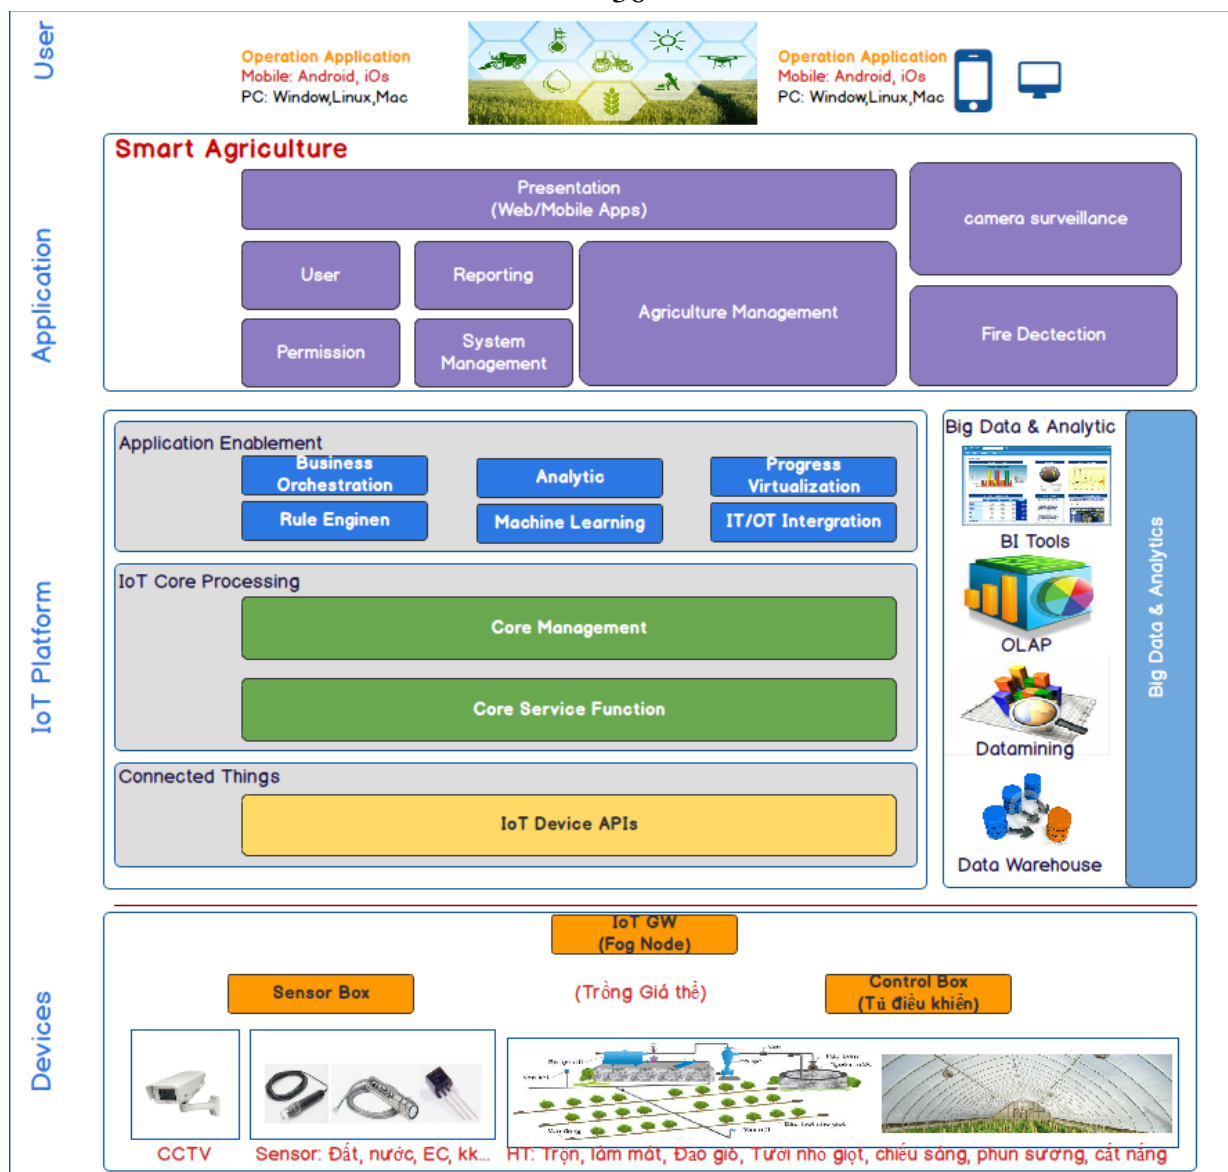 User
Operation Application
Mobile: Android, iOs
PC: Window,Linux,Mac
Operation Application
Mobile: Android, iOs
PC: Window,Linux,Mac
Application
Smart Agriculture
Presentation
(Web/Mobile Apps)
camera surveillance
User
Reporting
Agriculture Management
Fire Dectection
Permission
System
Management
IoT Platform
Application Enablement
Business
Orchestration
Analytic
Progress
Virtualization
Rule Enginen
Machine Learning
IT/OT Intergration
IoT Core Processing
Core Management
Core Service Function
Connected Things
IoT Device APIs
Big Data & Analytic
BI Tools
OLAP
Datamining
Data Warehouse
Big Data & Analytics
Devices
IoT GW
(Fog Node)
Sensor Box
(Trồng Giá thể)
Control Box
(Tủ điều khiển)
CCTV
Sensor: Đất, nước, EC, kk...
HT: Trộn, làm mát, Đảo gió, Tưới nhỏ giọt, chiếu sáng, phun sương, cắt nắng